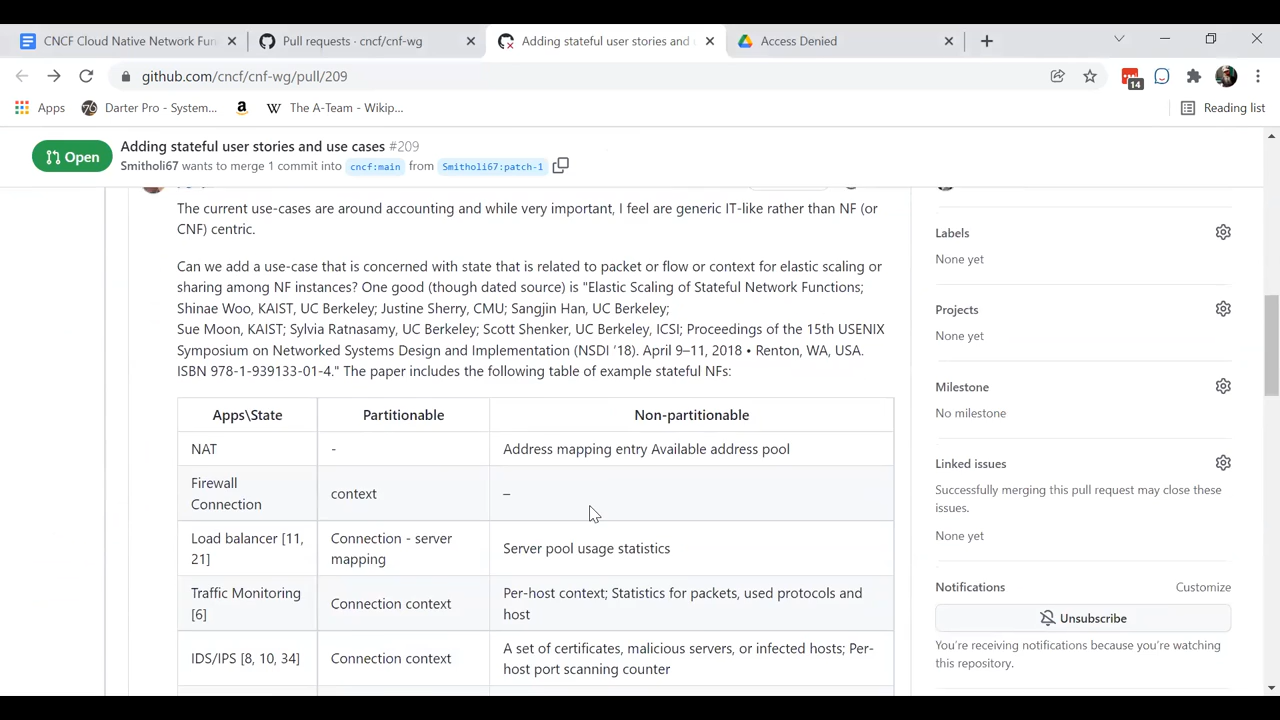 CNCF Cloud Native Network Fun
Pull requests · cncf/cnf-wg
Adding stateful user stories and
Access Denied
github.com/cncf/cnf-wg/pull/209
14
Apps
Darter Pro - System...
The A-Team - Wikip...
Reading list
Open
Adding stateful user stories and use cases #209
Smitholi67 wants to merge 1 commit into cncf:main from Smitholi67:patch-1
The current use-cases are around accounting and while very important, I feel are generic IT-like rather than NF (or
CNF) centric.
Can we add a use-case that is concerned with state that is related to packet or flow or context for elastic scaling or
sharing among NF instances? One good (though dated source) is "Elastic Scaling of Stateful Network Functions;
Shinae Woo, KAIST, UC Berkeley; Justine Sherry, CMU; Sangjin Han, UC Berkeley;
Sue Moon, KAIST; Sylvia Ratnasamy, UC Berkeley; Scott Shenker, UC Berkeley, ICSI; Proceedings of the 15th USENIX
Symposium on Networked Systems Design and Implementation (NSDI '18). April 9–11, 2018 • Renton, WA, USA.
ISBN 978-1-939133-01-4." The paper includes the following table of example stateful NFs:
Apps\State
Partitionable
Non-partitionable
NAT
-
Address mapping entry Available address pool
Firewall
Connection
context
–
Load balancer [11,
21]
Connection - server
mapping
Server pool usage statistics
Traffic Monitoring
[6]
Connection context
Per-host context; Statistics for packets, used protocols and
host
IDS/IPS [8, 10, 34]
Connection context
A set of certificates, malicious servers, or infected hosts; Per-
host port scanning counter
Labels
None yet
Projects
None yet
Milestone
No milestone
Linked issues
Successfully merging this pull request may close these
issues.
None yet
Notifications
Customize
Unsubscribe
You're receiving notifications because you're watching
this repository.